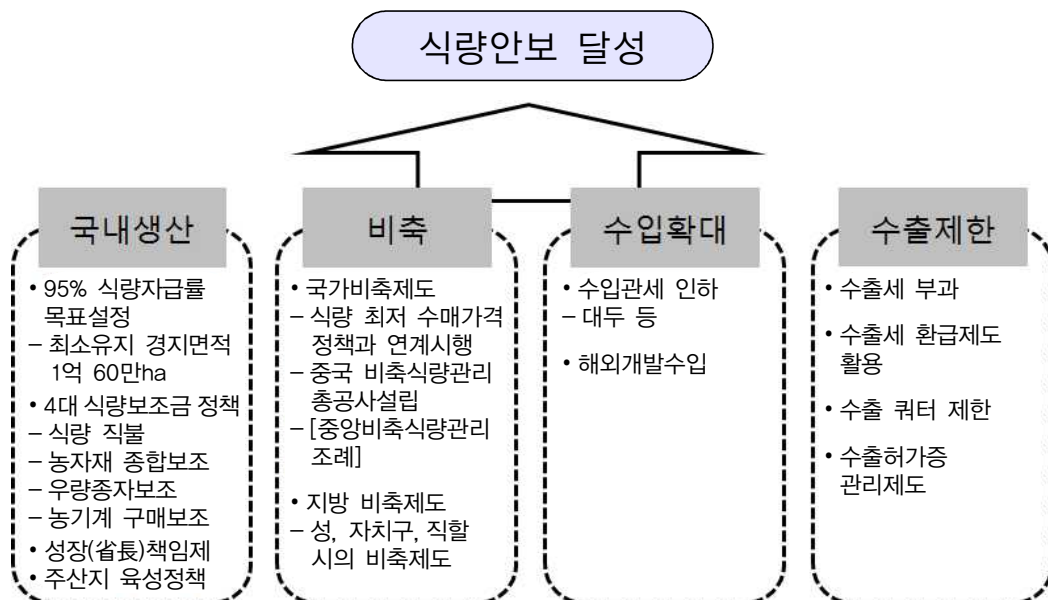 식량안보 달성
국내생산
• 95% 식량자급률
목표설정
– 최소유지 경지면적
1억 60만ha
• 4대 식량보조금 정책
– 식량 직불
– 농자재 종합보조
– 우량종자보조
– 농기계 구매보조
• 성장(省長)책임제
• 주산지 육성정책
비축
• 국가비축제도
– 식량 최저 수매가격
정책과 연계시행
– 중국 비축식량관리
총공사설립
– [중앙비축식량관리
조례]
• 지방 비축제도
– 성, 자치구, 직할
시의 비축제도
수입확대
• 수입관세 인하
– 대두 등
• 해외개발수입
수출제한
• 수출세 부과
• 수출세 환급제도
활용
• 수출 쿼터 제한
• 수출허가증
관리제도